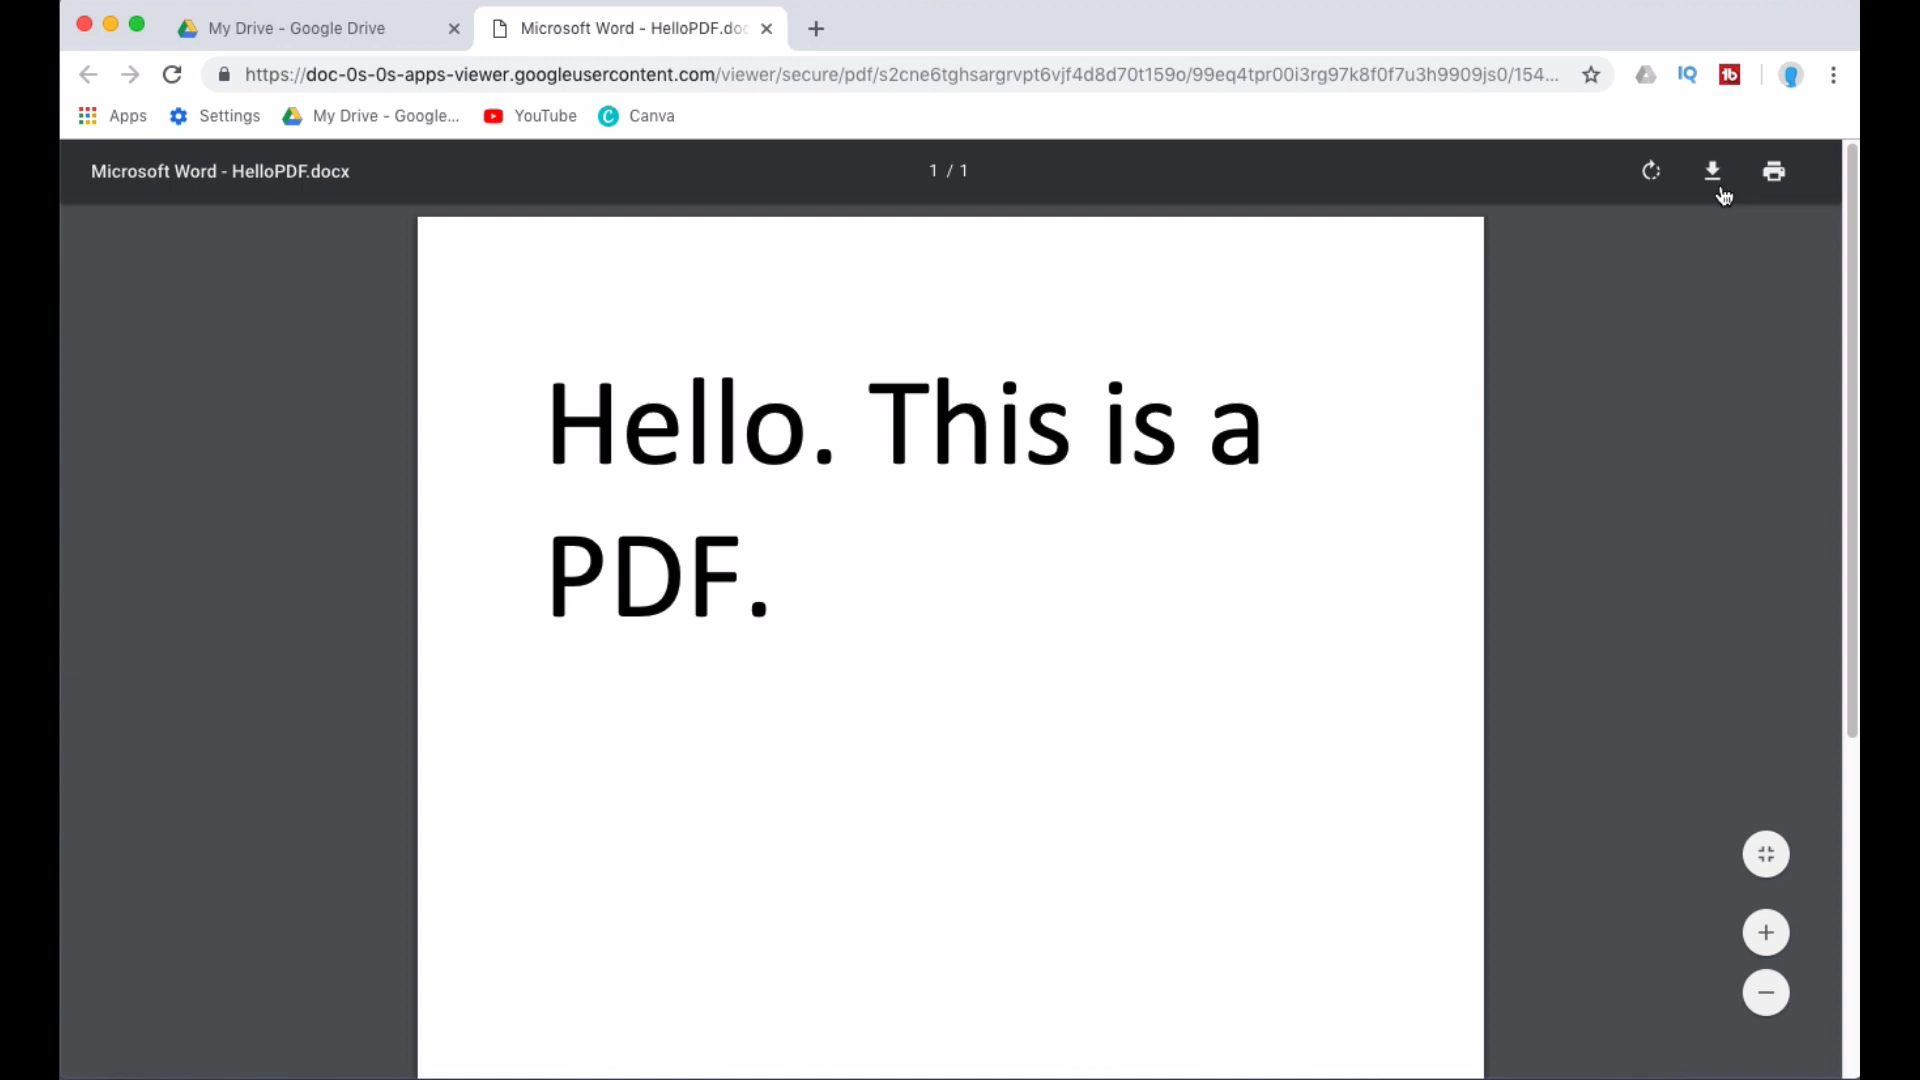 My Drive - Google Drive
Microsoft Word - HelloPDF.doc
https://doc-0s-0s-apps-viewer.googleusercontent.com/viewer/secure/pdf/s2cne6tghsargrvpt6vjf4d8d70t159o/99eq4tpr00i3rg97k8f0f7u3h9909js0/154...
IQ
tb
Apps
Settings
My Drive - Google...
YouTube
C
Canva
Microsoft Word - HelloPDF.docx
1 / 1
Hello. This is a
PDF.